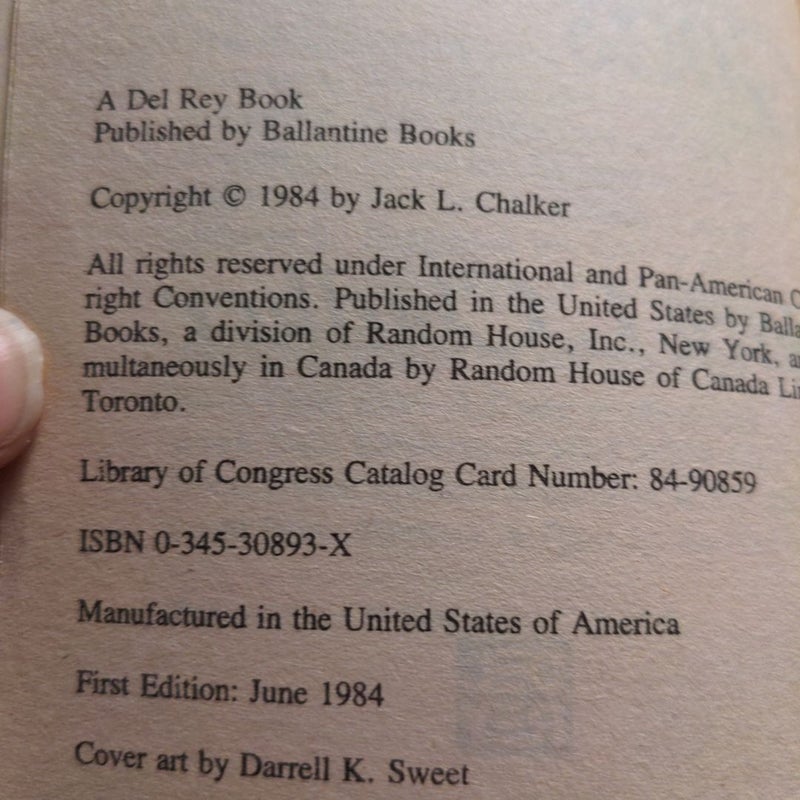 A Del Rey Book
Published by Ballantine Books
Copyright © 1984 by Jack L. Chalker
All rights reserved under International and Pan-American
right Conventions. Published in the United States by
Books, a division of Random House, Inc., New York,
multaneously in Canada by Random House of Canada
Toronto.
Library of Congress Catalog Card Number: 84-90859
ISBN 0-345-30893-X
Manufactured in the United States of America
First Edition: June 1984
Cover art by Darrell K. Sweet